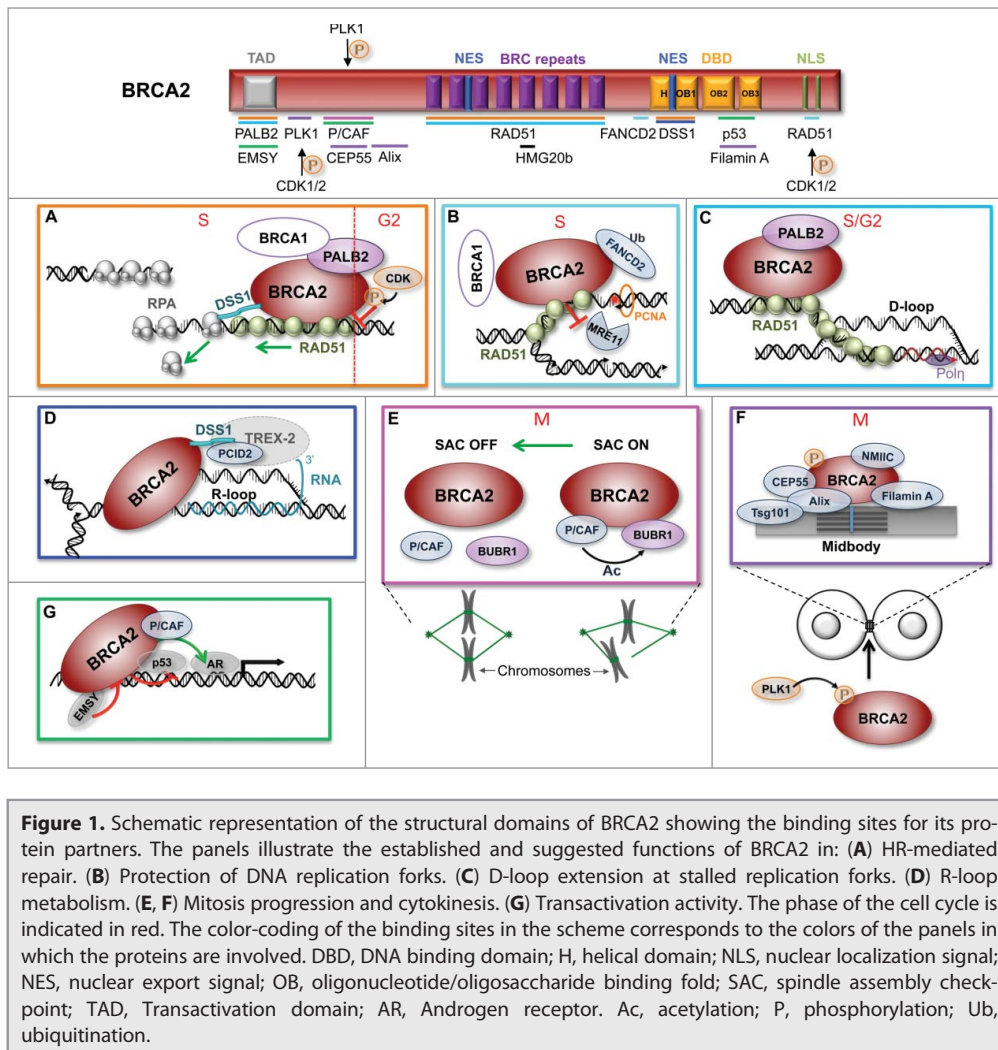 PLK1
P
TAD NES BRC repeats NES DBD NLS
BRCA2
H OB1 OB2 OB3
PALB2 PLK1 P/CAF RAD51 FANCD2 DSS1 p53 RAD51
EMSY CEP55 Alix HMG20b Filamin A
P P
CDK1/2 CDK1/2
A S G2
BRCA1
PALB2
CDK
BRCA2 P
RPA DSS1
RAD51
B S
Ub
BRCA1 FANCD2
BRCA2
PCNA
MRE11
RAD51
C S/G2
PALB2
BRCA2
D-loop
RAD51
Polη
D
DSS1 TREX-2
PCID2
BRCA2 3'
RNA
R-loop
E M
SAC OFF SAC ON
BRCA2 BRCA2
P/CAF P/CAF
BUBR1 BUBR1
Ac
Chromosomes
F M
P NMIIC
CEP55 BRCA2
Alix Filamin A
Tsg101
Midbody
PLK1 P
BRCA2
G
P/CAF
BRCA2
p53 AR
EMSY
Figure 1. Schematic representation of the structural domains of BRCA2 showing the binding sites for its pro-
tein partners. The panels illustrate the established and suggested functions of BRCA2 in: (A) HR-mediated
repair. (B) Protection of DNA replication forks. (C) D-loop extension at stalled replication forks. (D) R-loop
metabolism. (E, F) Mitosis progression and cytokinesis. (G) Transactivation activity. The phase of the cell cycle is
indicated in red. The color-coding of the binding sites in the scheme corresponds to the colors of the panels in
which the proteins are involved. DBD, DNA binding domain; H, helical domain; NLS, nuclear localization signal;
NES, nuclear export signal; OB, oligonucleotide/oligosaccharide binding fold; SAC, spindle assembly check-
point; TAD, Transactivation domain; AR, Androgen receptor. Ac, acetylation; P, phosphorylation; Ub,
ubiquitination.